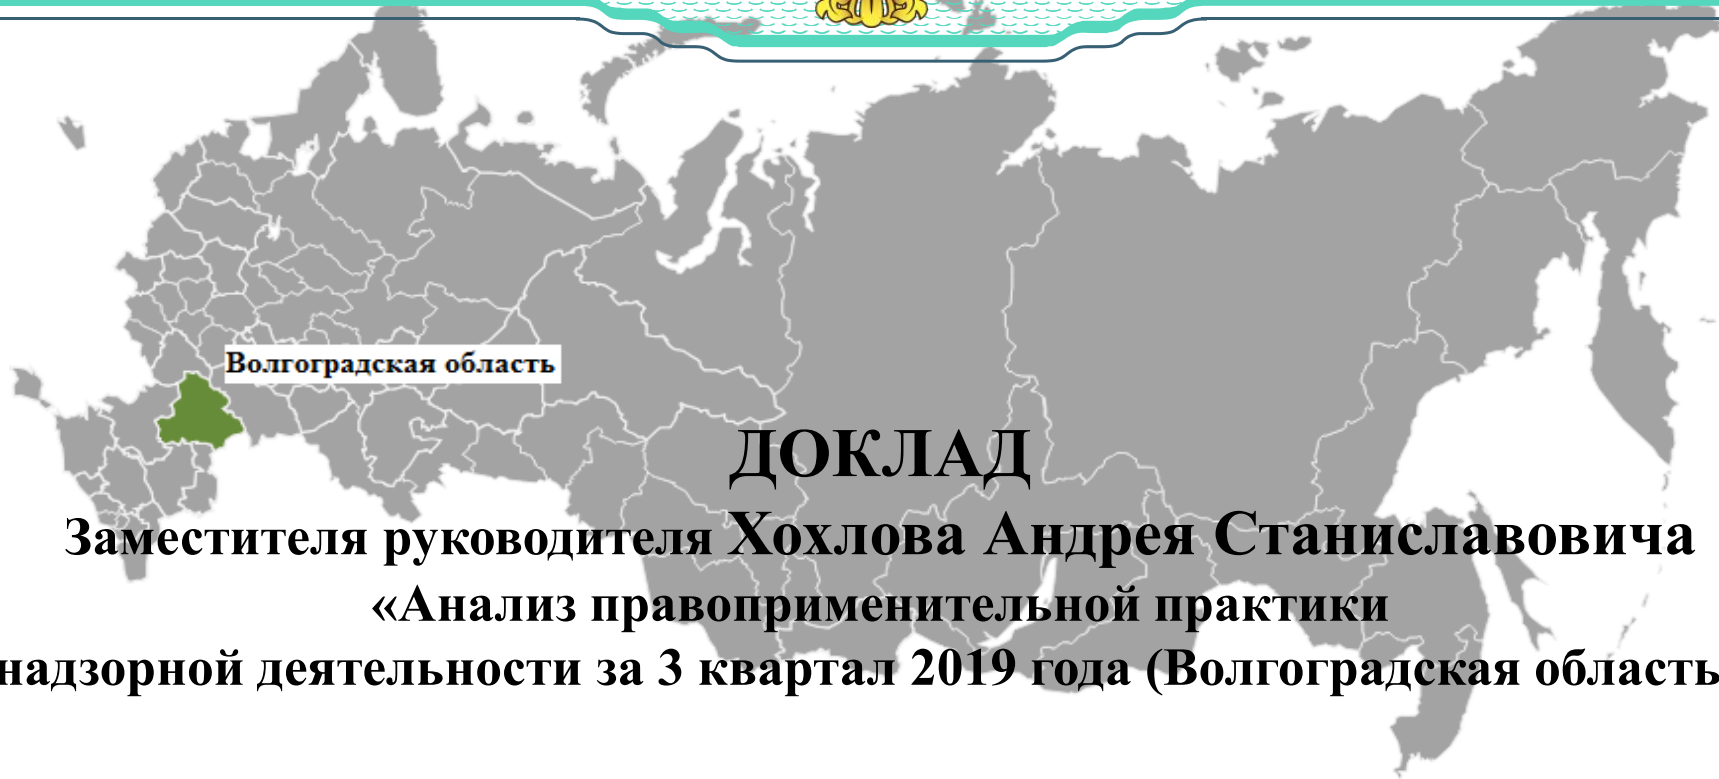 Волгоградская область
ДОКЛАД
Заместителя руководителя Хохлова Андрея Станиславовича
«Анализ правоприменительной практики
надзорной деятельности за 3 квартал 2019 года (Волгоградская область